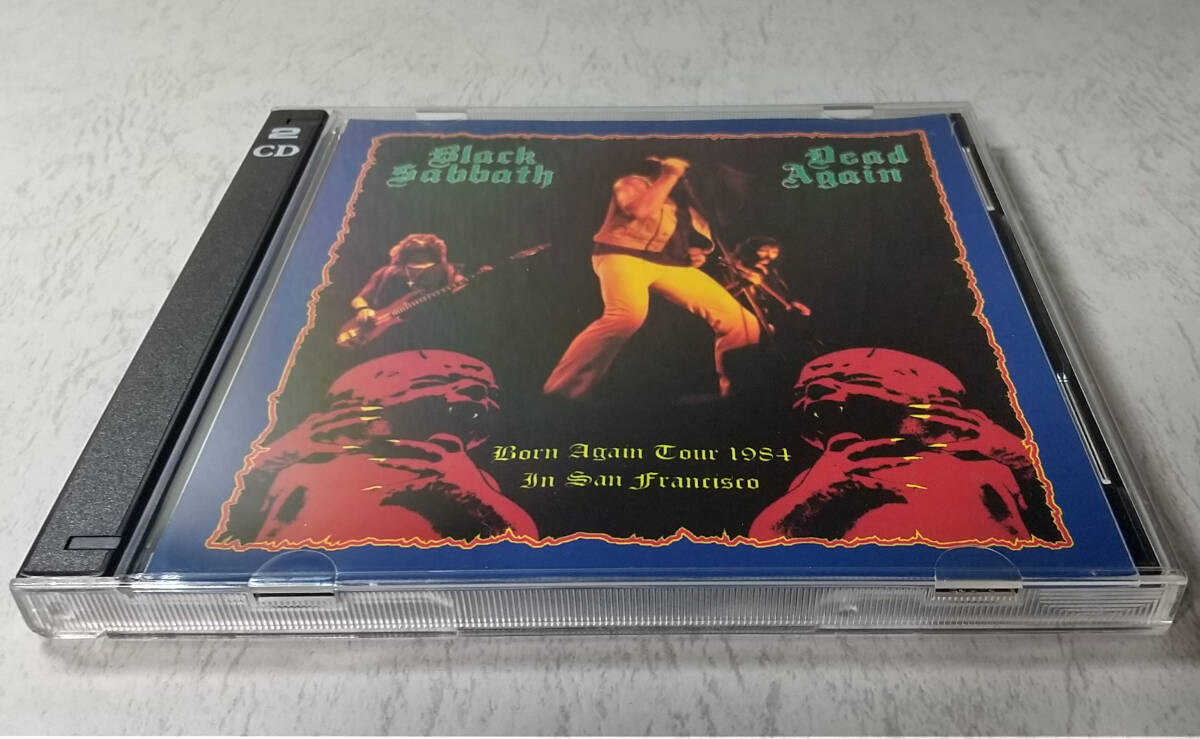 2
CD
Black
Sabbath
Dead
Again
Born Again Tour 1984
In San Francisco